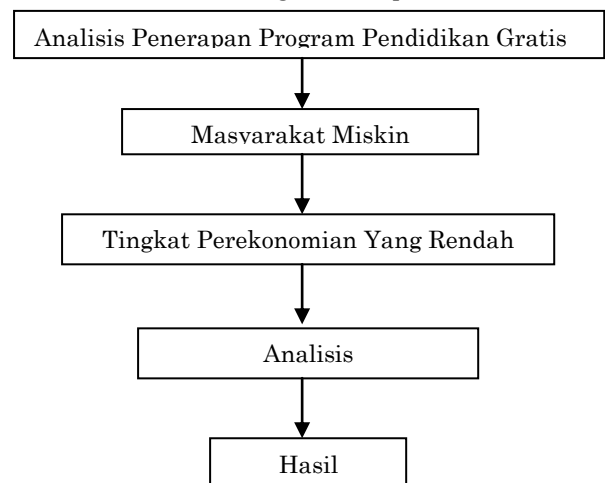 Analisis Penerapan Program Pendidikan Gratis
Masyarakat Miskin
Tingkat Perekonomian Yang Rendah
Analisis
Hasil